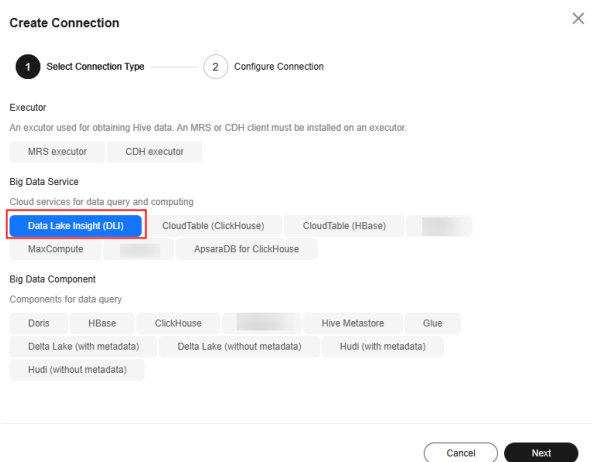 Create Connection
1 Select Connection Type 2 Configure Connection
Executor
An excutor used for obtaining Hive data. An MRS or CDH client must be installed on an executor.
MRS executor CDH executor
Big Data Service
Cloud services for data query and computing
Data Lake Insight (DLI) CloudTable (ClickHouse) CloudTable (HBase)
MaxCompute ApsaraDB for ClickHouse
Big Data Component
Components for data query
Doris HBase ClickHouse Hive Metastore Glue
Delta Lake (with metadata) Delta Lake (without metadata) Hudi (with metadata)
Hudi (without metadata)
Cancel Next